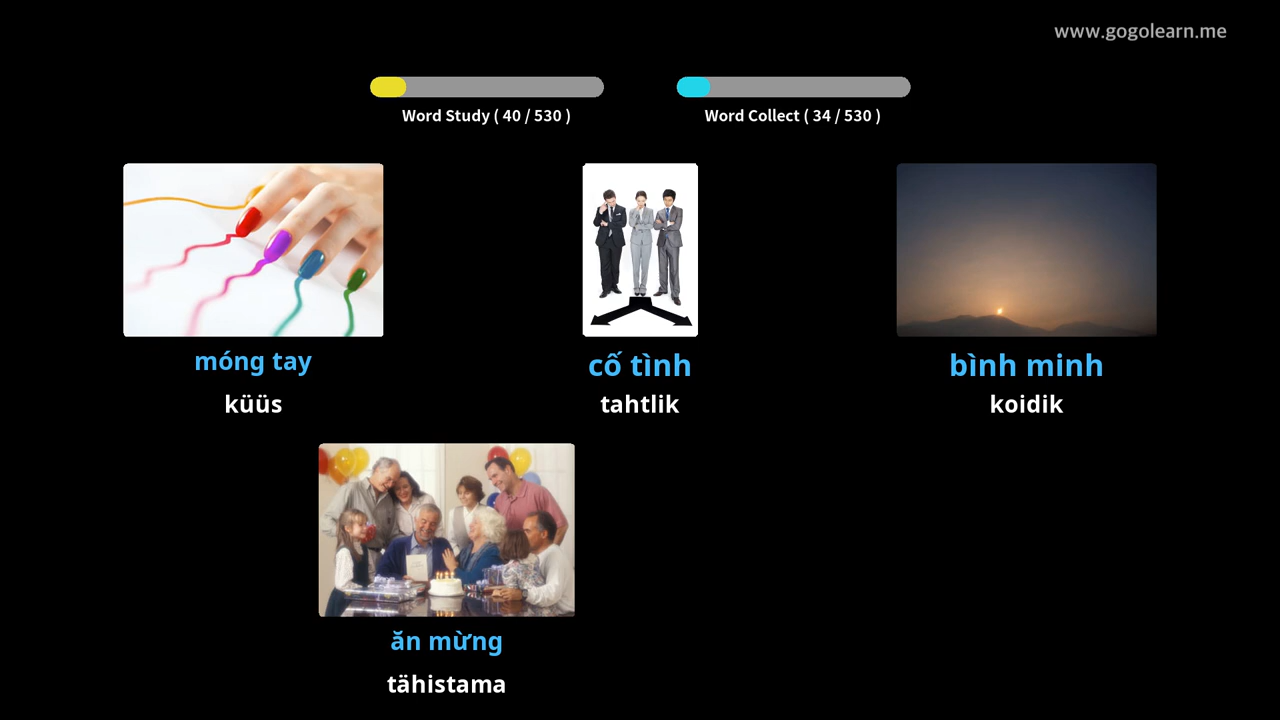 www.gogolearn.me
Word Study ( 40 / 530 )
Word Collect ( 34 / 530 )
móng tay
cố tình
bình minh
küüs
tahtlik
koidik
ăn mừng
tähistama